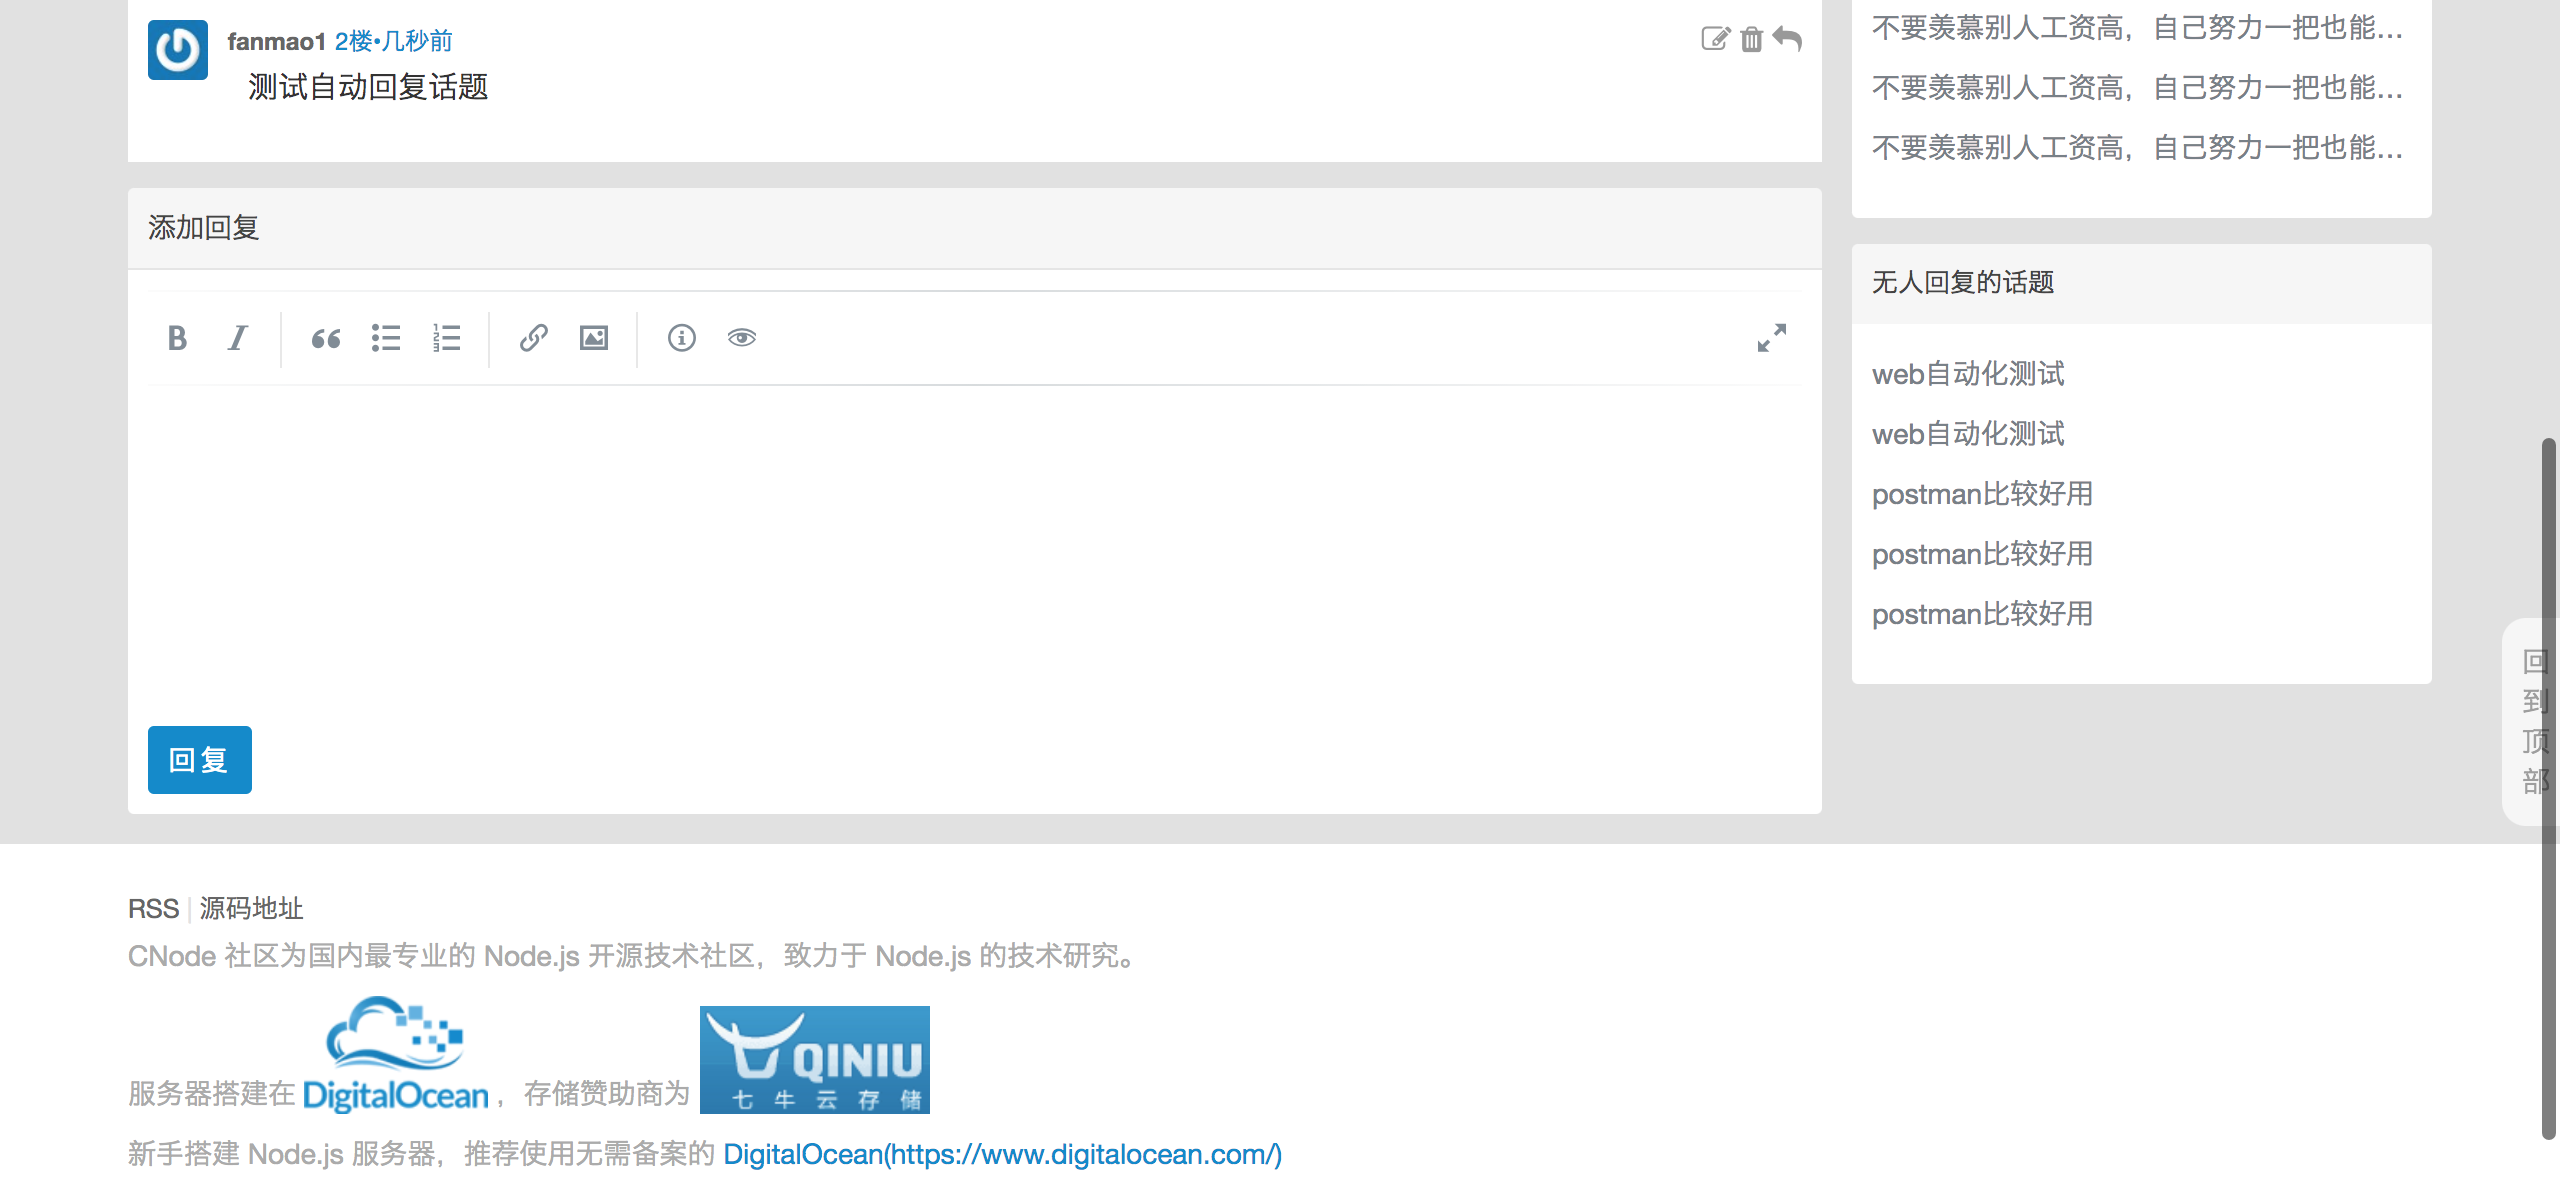 fanmao1 2楼•几秒前
测试自动回复话题
添加回复
回复
不要羡慕别人工资高，自己努力一把也能...
不要羡慕别人工资高，自己努力一把也能...
不要羡慕别人工资高，自己努力一把也能...
无人回复的话题
web自动化测试
web自动化测试
postman比较好用
postman比较好用
postman比较好用
回到顶部
RSS | 源码地址
CNode 社区为国内最专业的 Node.js 开源技术社区，致力于 Node.js 的技术研究。
服务器搭建在 DigitalOcean ，存储赞助商为 QINIU 七牛云存储
新手搭建 Node.js 服务器，推荐使用无需备案的 DigitalOcean(https://www.digitalocean.com/)